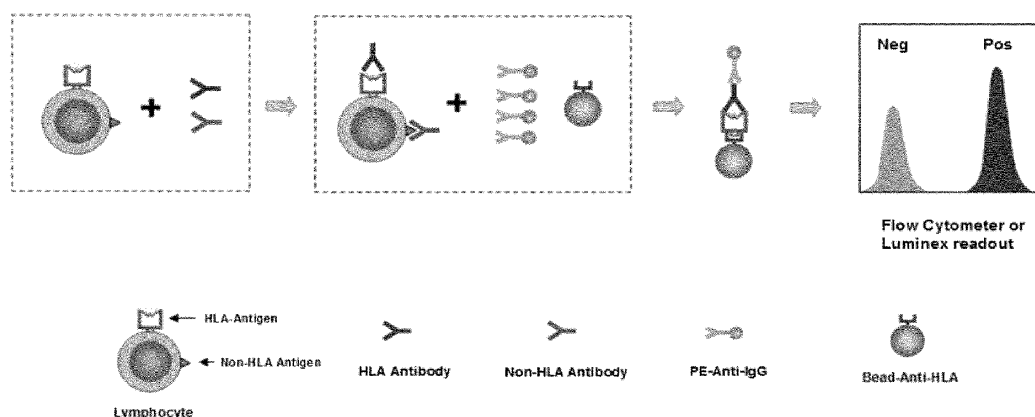 Neg Pos
+
+
Flow Cytometer or
Luminex readout
HLA-Antigen
Non-HLA Antigen
Lymphocyte
HLA Antibody
Non-HLA Antibody
PE-Anti-IgG
Bead-Anti-HLA